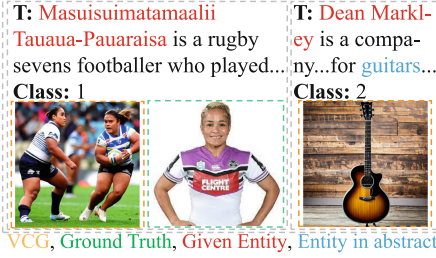 T: Masuisuimatamaalii
Tauaua-Pauaraisa is a rugby
sevens footballer who played...
Class: 1
FLIGHT
CENTRE
T: Dean Markl-
ey is a compa-
ny...for guitars...
Class: 2
VCG, Ground Truth, Given Entity, Entity in abstract